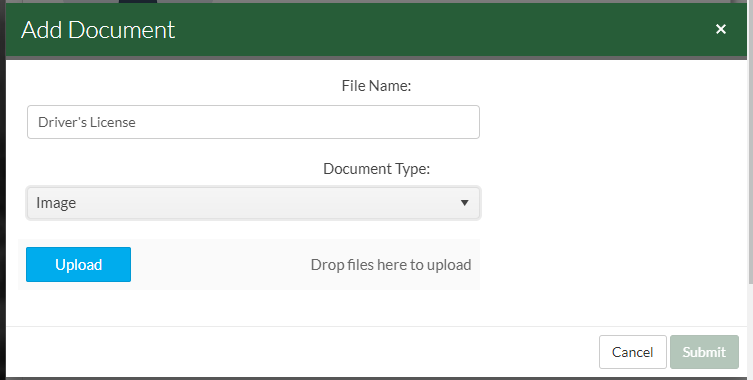 Add Document ×
File Name:
Driver's License
Document Type:
Image
Upload Drop files here to upload
Cancel Submit